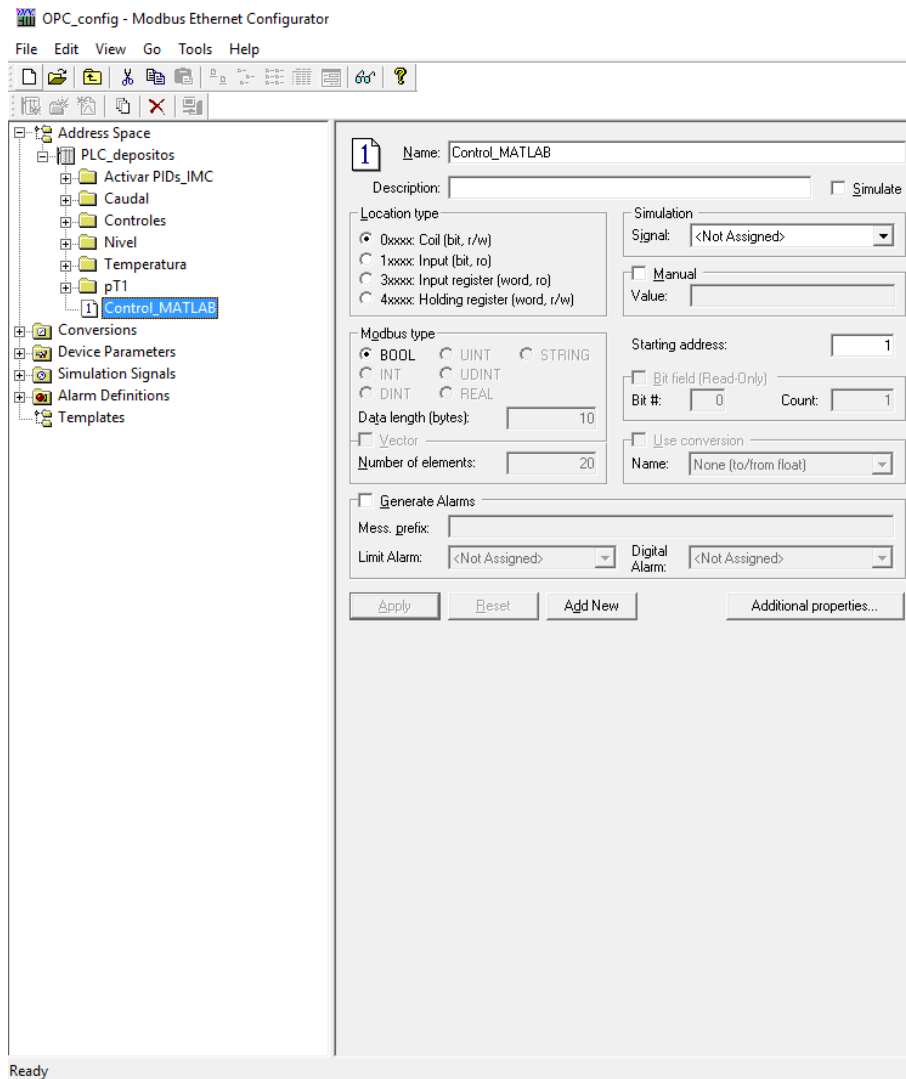 OPC_config - Modbus Ethernet Configurator
File Edit View Go Tools Help
Address Space
PLC_depositos
Activar PIDs_IMC
Caudal
Controles
Nivel
Temperatura
pT1
1 Control_MATLAB
Conversions
Device Parameters
Simulation Signals
Alarm Definitions
Templates
1 Name: Control_MATLAB
Description: Simulate
Location type
0xxxx: Coil (bit, r/w)
1xxxx: Input (bit, ro)
3xxxx: Input register (word, ro)
4xxxx: Holding register (word, r/w)
Simulation
Signal: <Not Assigned>
Manual
Value:
Modbus type
BOOL UINT STRING
INT UDINT
DINT REAL
Data length (bytes): 10
Vector
Number of elements: 20
Starting address: 1
Bit field (Read-Only)
Bit #: 0 Count: 1
Use conversion
Name: None (to/from float)
Generate Alarms
Mess. prefix:
Limit Alarm: <Not Assigned> Digital Alarm: <Not Assigned>
Apply Reset Add New Additional properties...
Ready